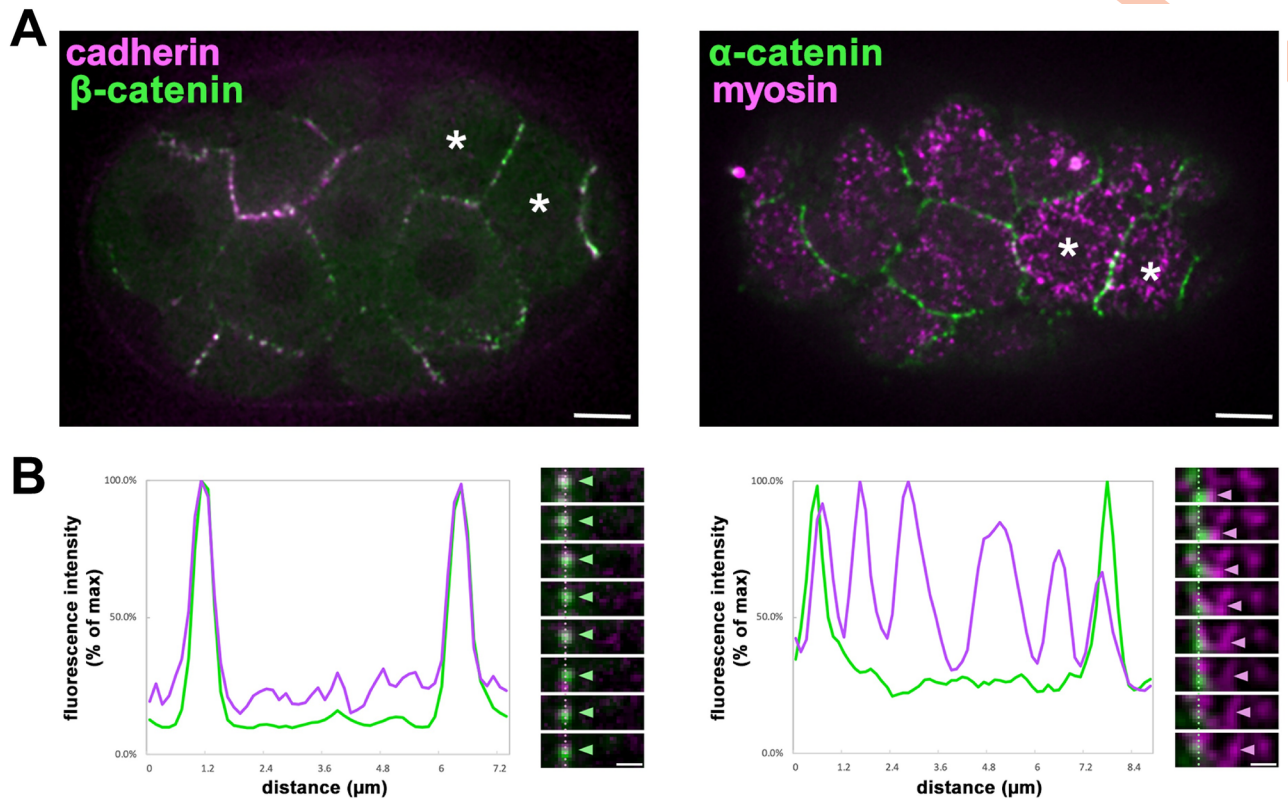 A
cadherin
β-catenin
*
*
α-catenin
myosin
*
*
B
fluorescence intensity
(% of max)
100.0%
50.0%
0.0%
0
1.2
2.4
3.6
4.8
6
7.2
distance (μm)
fluorescence intensity
(% of max)
100.0%
50.0%
0.0%
0
1.2
2.4
3.6
4.8
6
7.2
8.4
distance (μm)